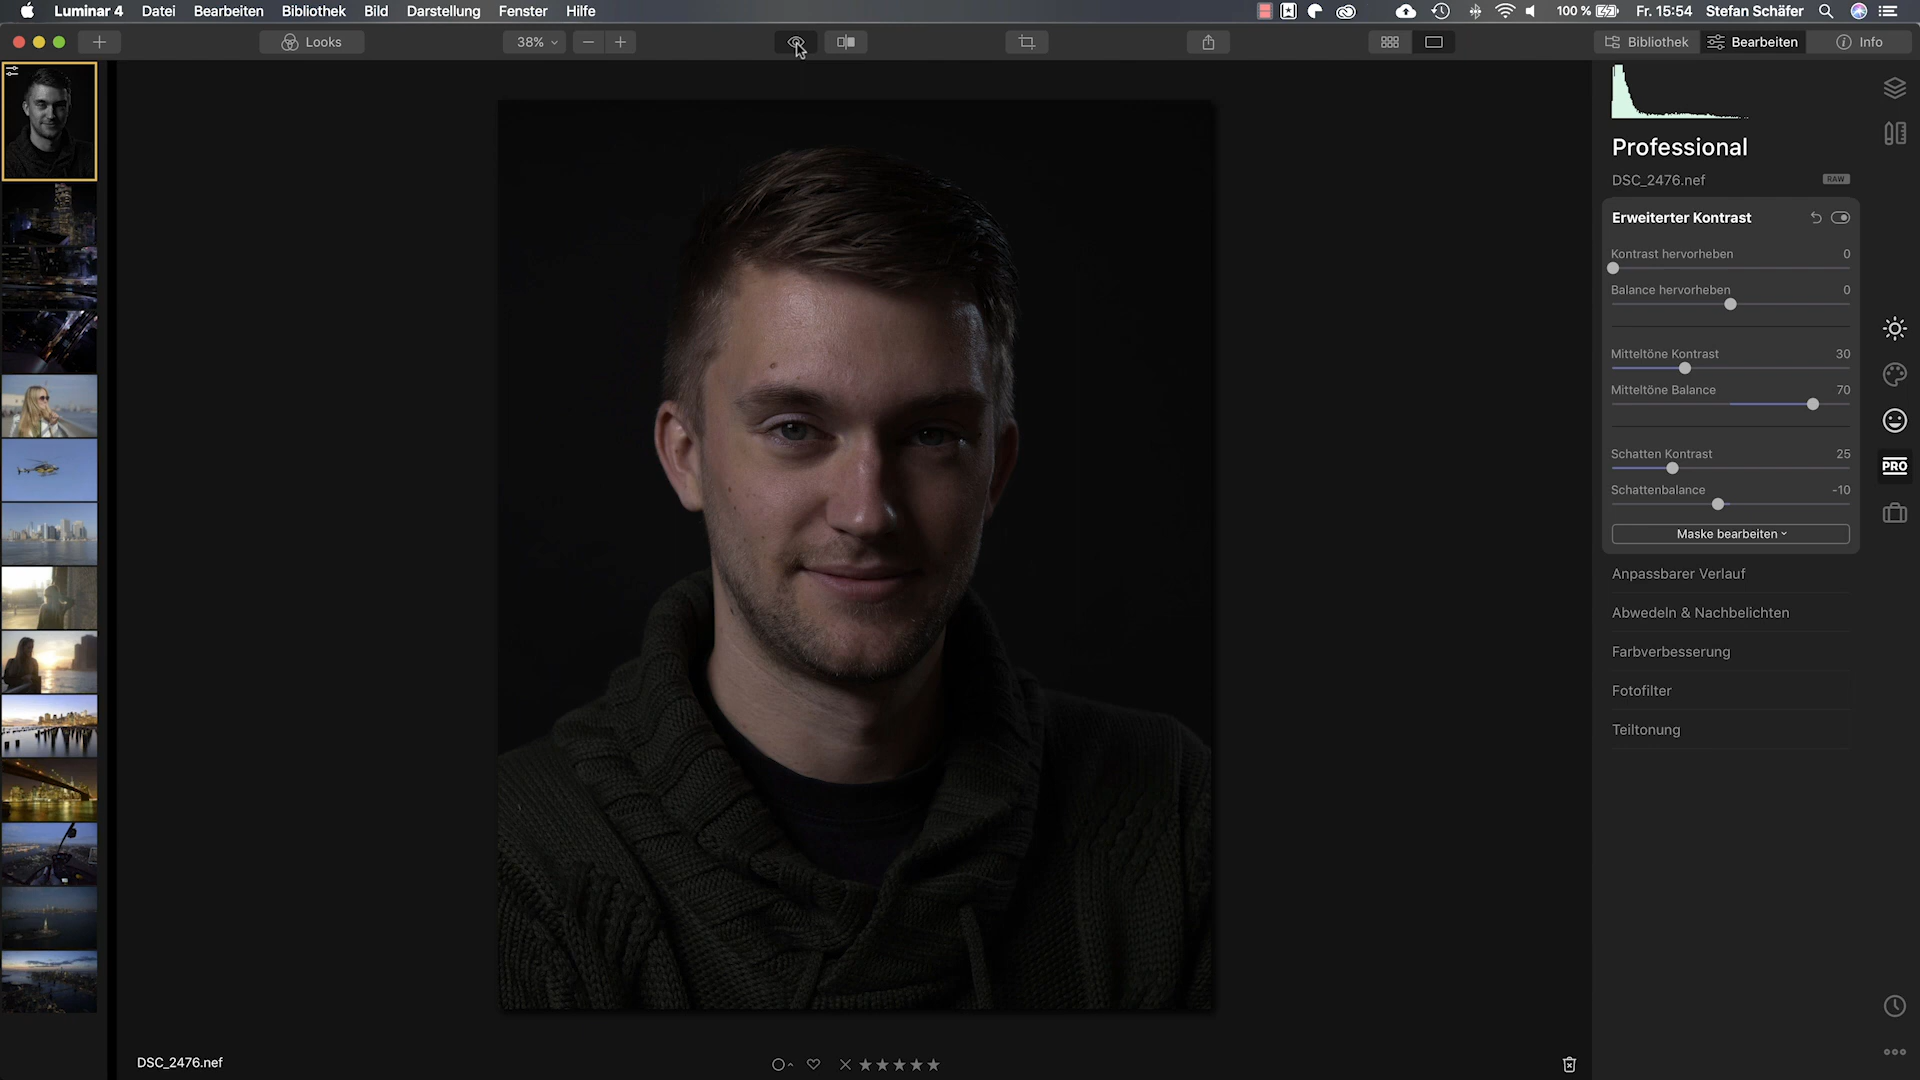 Luminar 4 Datei Bearbeiten Bibliothek Bild Darstellung Fenster Hilfe 100 % Fr. 15:54 Stefan Schäfer
Looks 38% Bibliothek Bearbeiten Info
Professional
DSC_2476.nef RAW
Erweiterter Kontrast
Kontrast hervorheben 0
Balance hervorheben 0
Mitteltöne Kontrast 30
Mitteltöne Balance 70
Schatten Kontrast 25
Schattenbalance -10
Maske bearbeiten
Anpassbarer Verlauf
Abwedeln & Nachbelichten
Farbverbesserung
Fotofilter
Teiltonung
PRO
DSC_2476.nef